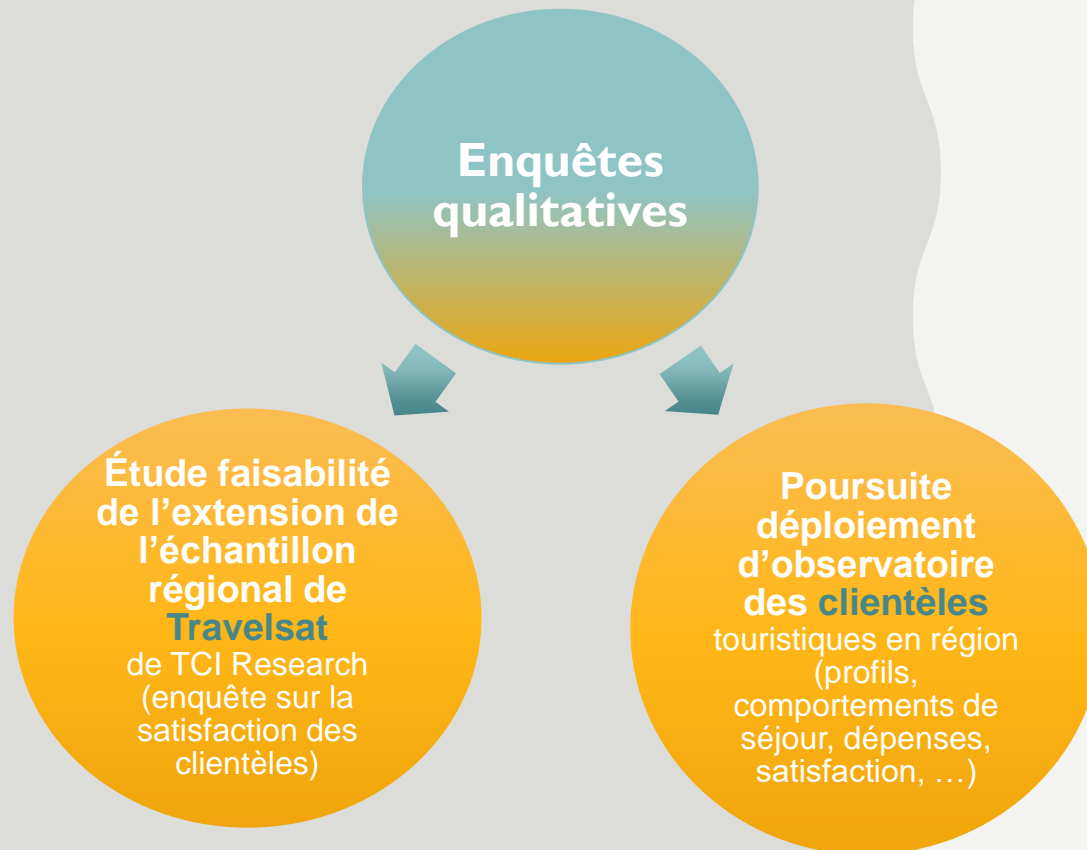 Enquêtes
qualitatives
Étude faisabilité
de l'extension de
l'échantillon
régional de
Travelsat
de TCI Research
(enquête sur la
satisfaction des
clientèles)
Poursuite
déploiement
d'observatoire
des clientèles
touristiques en région
(profils,
comportements de
séjour, dépenses,
satisfaction, …)